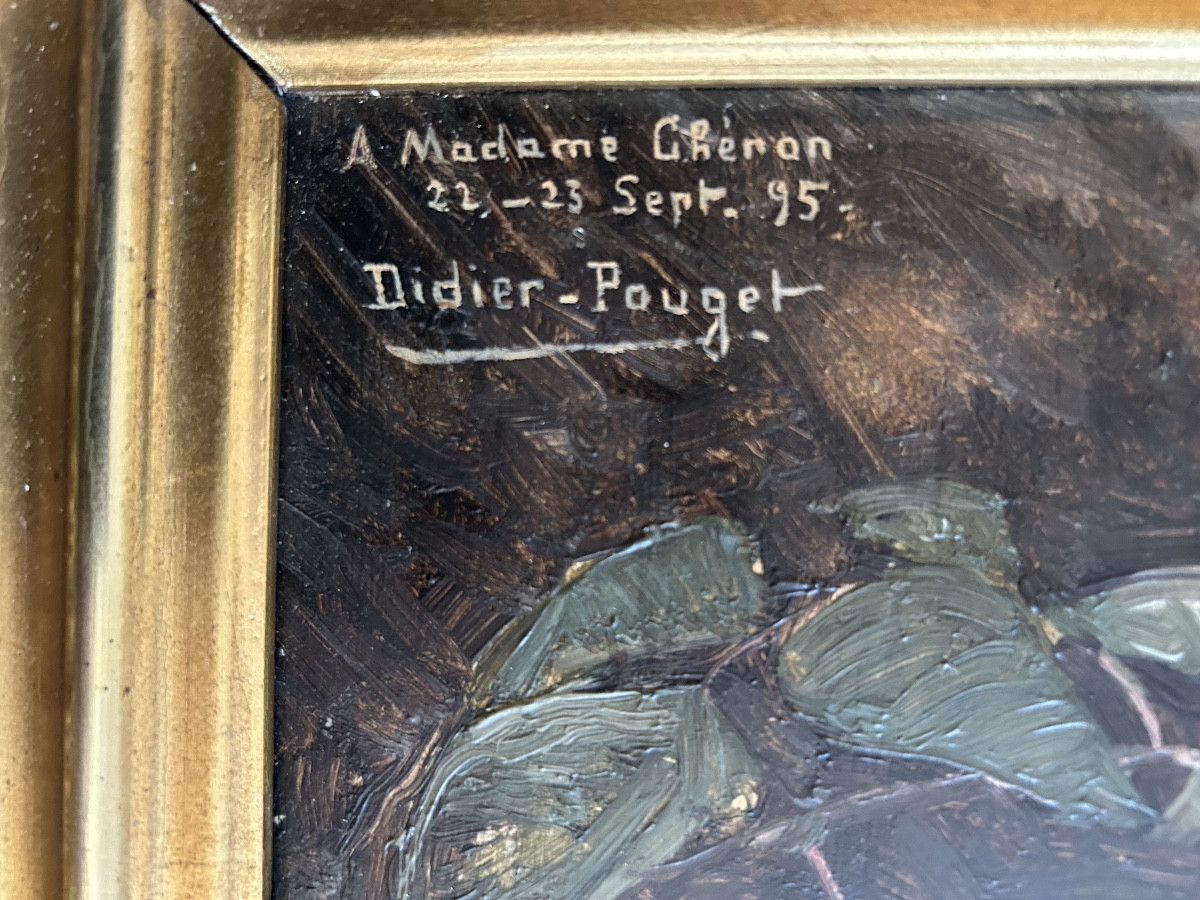 A Madame Chéron
22-23 Sept. 95.
Didier-Pouget